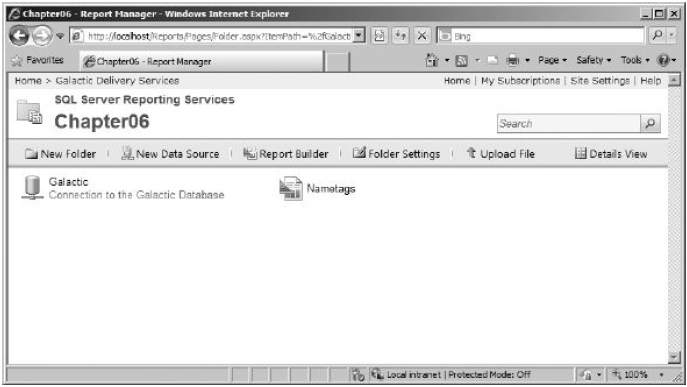 Chapter06 - Report Manager - Windows Internet Explorer
http://localhost/Reports/Pages/Folder.aspx?ItemPath=%2fGalact
Bing
Favorites
Chapter06 - Report Manager
Page
Safety
Tools
Home > Galactic Delivery Services
Home | My Subscriptions | Site Settings | Help
SQL Server Reporting Services
Chapter06
Search
New Folder | New Data Source | Report Builder | Folder Settings | Upload File
Details View
Galactic
Connection to the Galactic Database
Nametags
Local intranet | Protected Mode: Off
100%